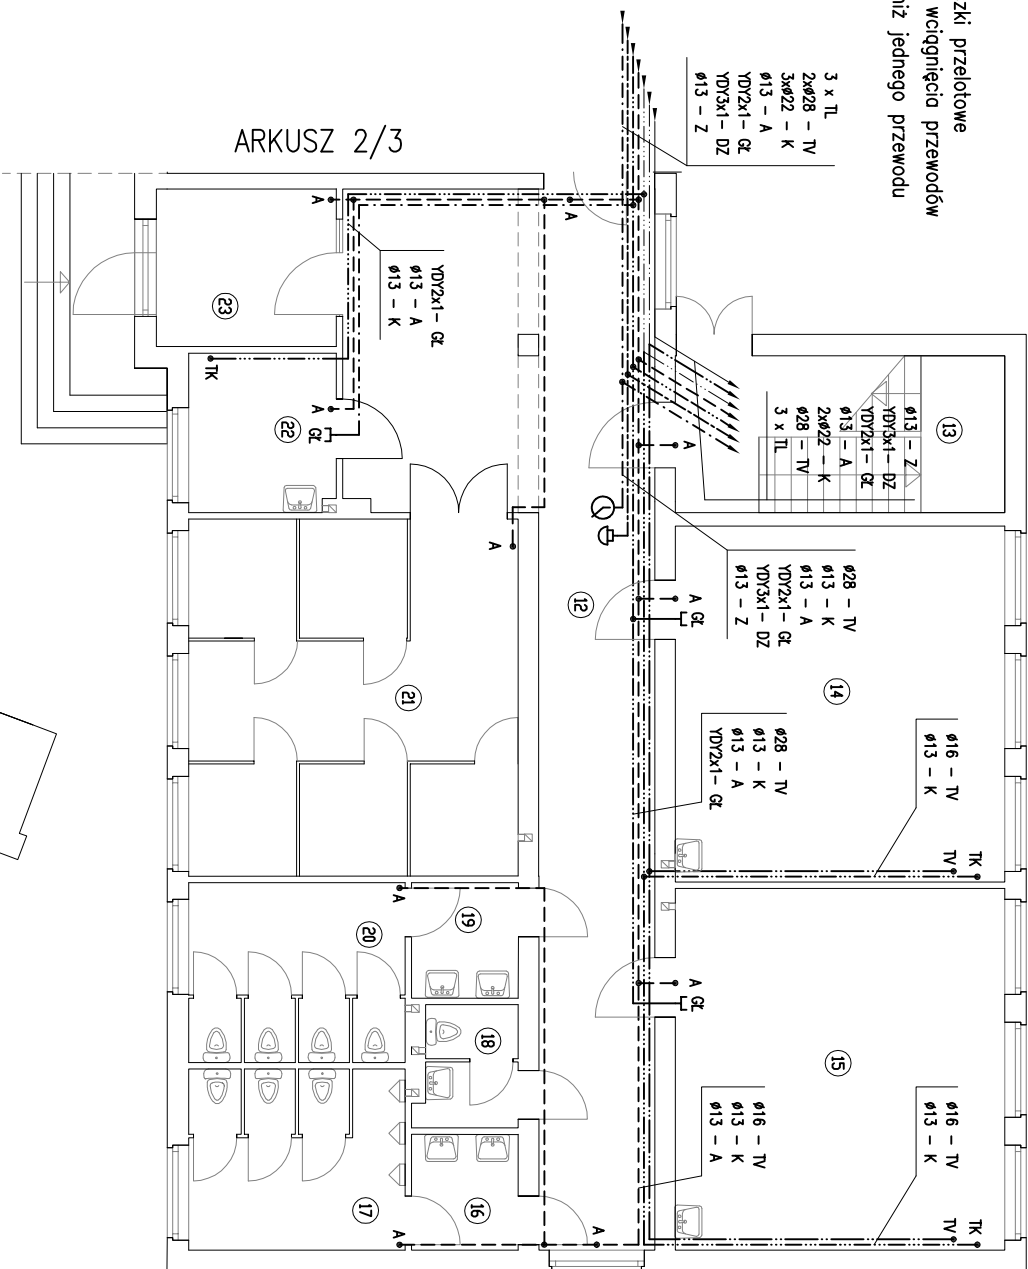 zki przelotowe
wciągnięcia przewodów
niż jednego przewodu
3 x TL
2xø28 - TV
3xø22 - K
ø13 - A
YDY2x1- GŁ
YDY3x1- DZ
ø13 - Z
ARKUSZ 2/3
A
A
YDY2x1- GŁ
ø13 - A
ø13 - K
23
TK
A
GŁ
22
13
ø13 - Z
YDY3x1- DZ
YDY2x1- GŁ
ø13 - A
2xø22 - K
ø28 - TV
3 x TL
A
A
12
A
GŁ
ø28 - TV
ø13 - K
ø13 - A
YDY2x1- GŁ
YDY3x1- DZ
ø13 - Z
14
21
ø28 - TV
ø13 - K
ø13 - A
YDY2x1- GŁ
ø16 - TV
ø13 - K
TV
TK
A
20
19
A
GŁ
18
15
ø16 - TV
ø13 - K
ø13 - A
ø16 - TV
ø13 - K
17
16
A
A
TV
TK